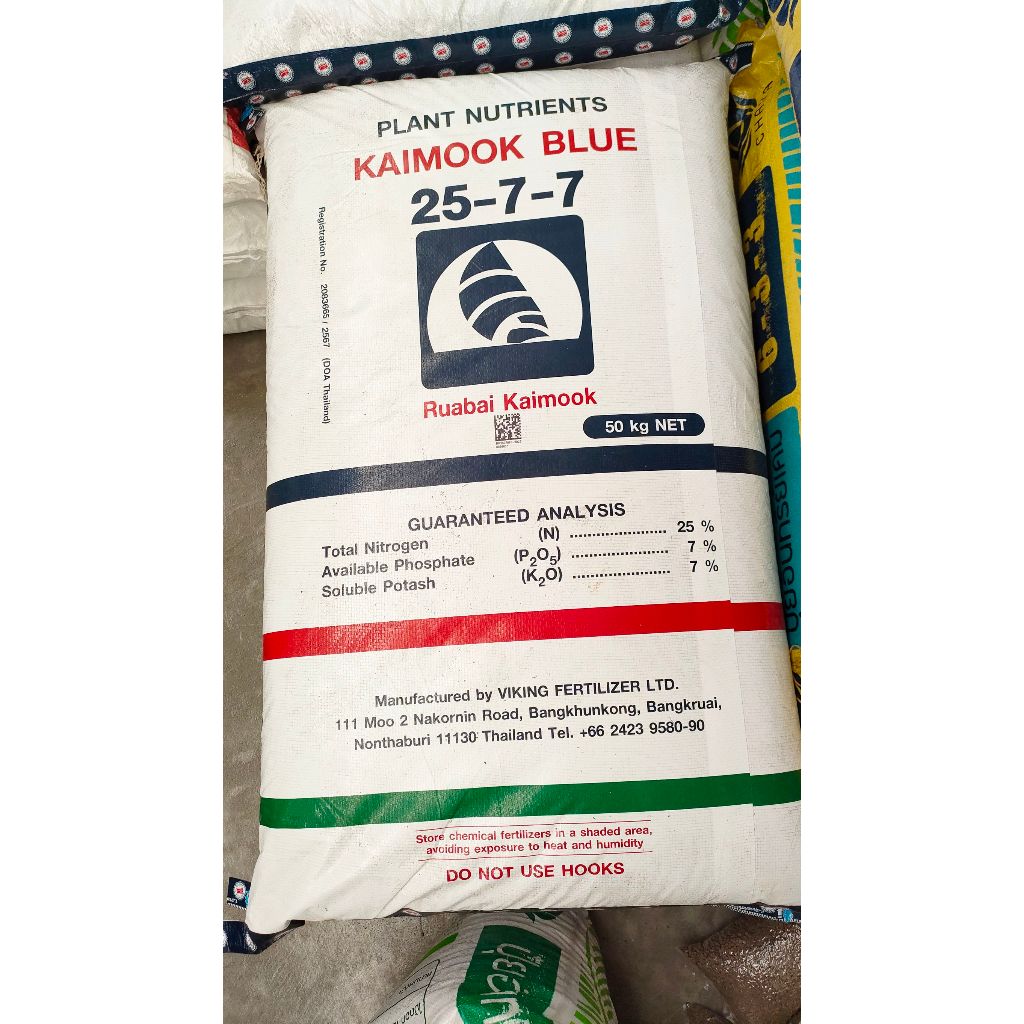 PLANT NUTRIENTS
KAIMOOK BLUE
25-7-7
Registration No. 2083665 / 2567 (DOA Thailand)
Ruabai Kaimook
50 kg NET
GUARANTEED ANALYSIS
Total Nitrogen (N) ........................ 25 %
Available Phosphate (P₂O₅) ........................ 7 %
Soluble Potash (K₂O) ........................ 7 %
Manufactured by VIKING FERTILIZER LTD.
111 Moo 2 Nakornin Road, Bangkhunkong, Bangkruai,
Nonthaburi 11130 Thailand Tel. +66 2423 9580-90
Store chemical fertilizers in a shaded area,
avoiding exposure to heat and humidity
DO NOT USE HOOKS